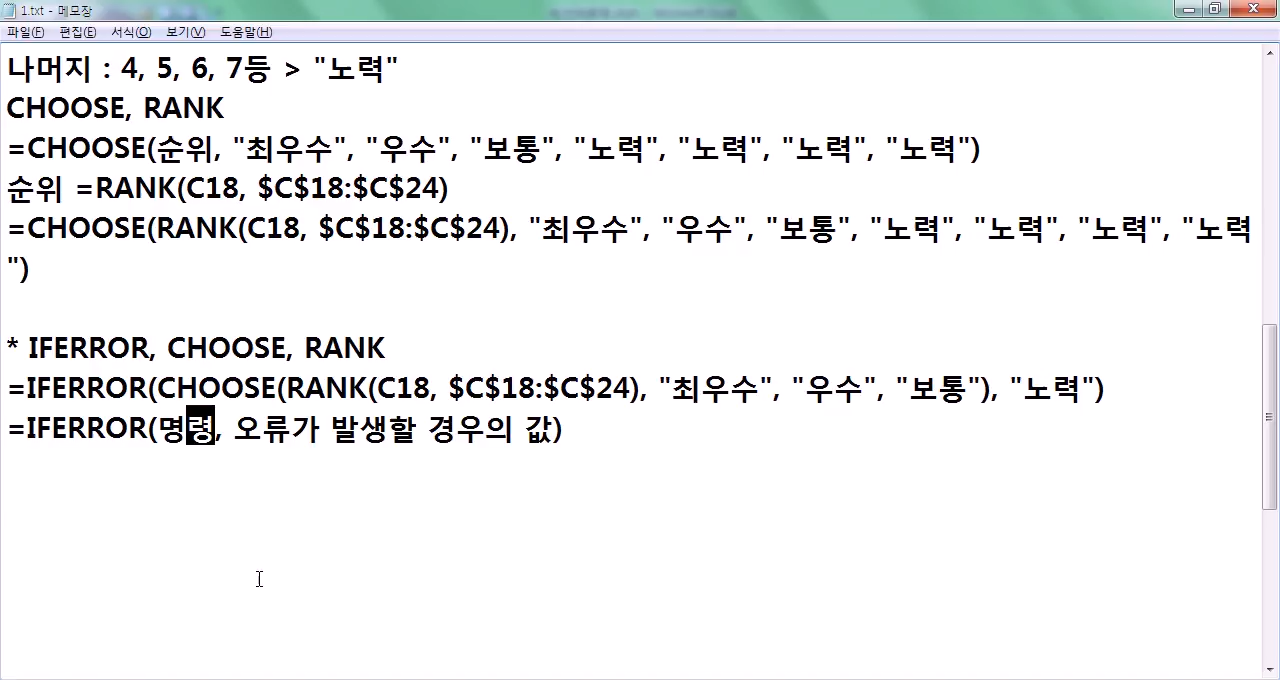 1.txt - 메모장
파일(F) 편집(E) 서식(O) 보기(V) 도움말(H)
나머지 : 4, 5, 6, 7등 > "노력"
CHOOSE, RANK
=CHOOSE(순위, "최우수", "우수", "보통", "노력", "노력", "노력", "노력")
순위 =RANK(C18, $C$18:$C$24)
=CHOOSE(RANK(C18, $C$18:$C$24), "최우수", "우수", "보통", "노력", "노력", "노력", "노력
")
* IFERROR, CHOOSE, RANK
=IFERROR(CHOOSE(RANK(C18, $C$18:$C$24), "최우수", "우수", "보통"), "노력")
=IFERROR(명령, 오류가 발생할 경우의 값)